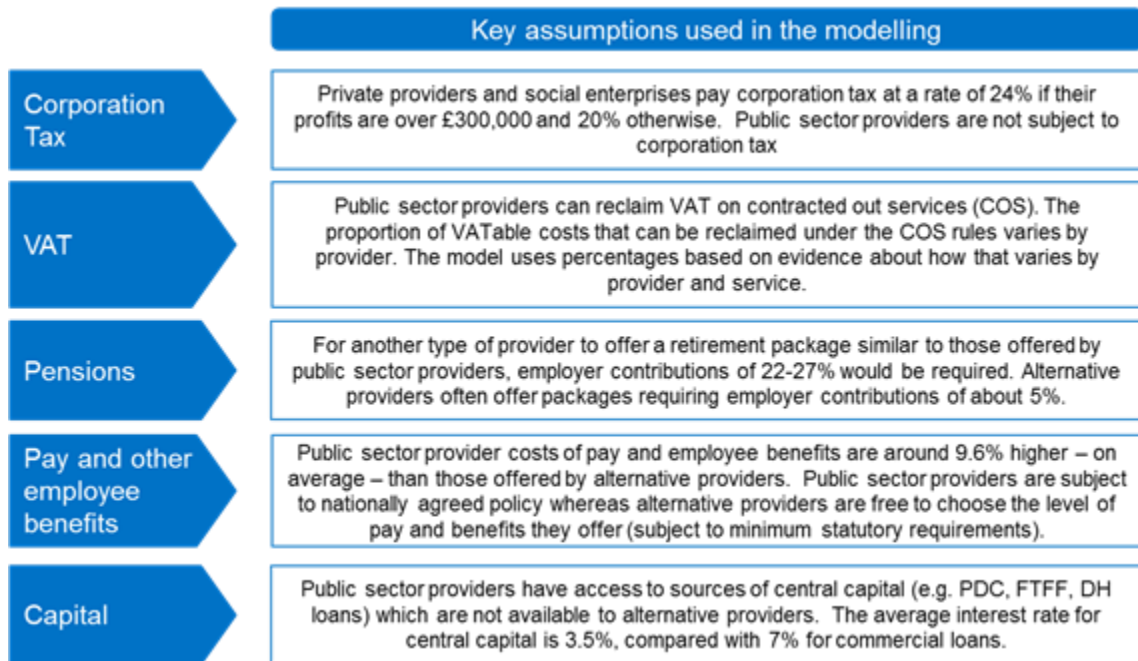 Key assumptions used in the modelling
Corporation
Tax
Private providers and social enterprises pay corporation tax at a rate of 24% if their
profits are over £300,000 and 20% otherwise. Public sector providers are not subject to
corporation tax
VAT
Public sector providers can reclaim VAT on contracted out services (COS). The
proportion of VATable costs that can be reclaimed under the COS rules varies by
provider. The model uses percentages based on evidence about how that varies by
provider and service.
Pensions
For another type of provider to offer a retirement package similar to those offered by
public sector providers, employer contributions of 22-27% would be required. Alternative
providers often offer packages requiring employer contributions of about 5%.
Pay and other
employee
benefits
Public sector provider costs of pay and employee benefits are around 9.6% higher – on
average – than those offered by alternative providers. Public sector providers are subject
to nationally agreed policy whereas alternative providers are free to choose the level of
pay and benefits they offer (subject to minimum statutory requirements).
Capital
Public sector providers have access to sources of central capital (e.g. PDC, FTFF, DH
loans) which are not available to alternative providers. The average interest rate for
central capital is 3.5%, compared with 7% for commercial loans.